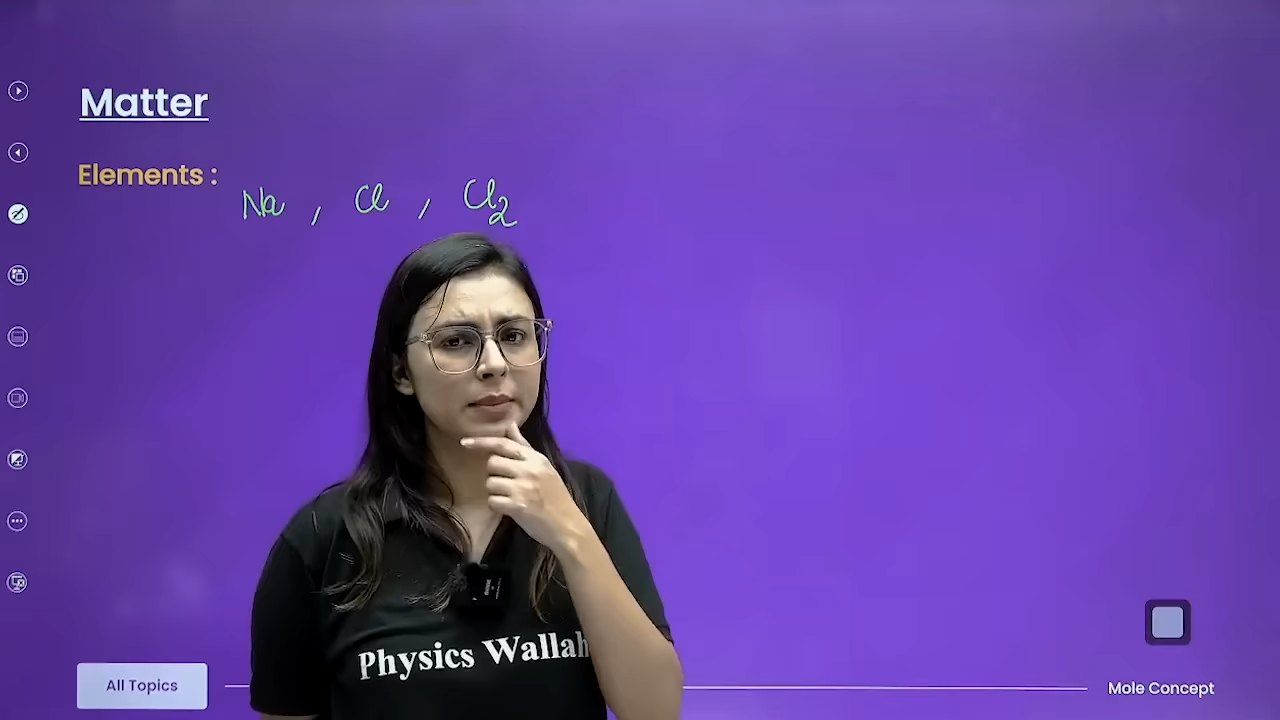 Matter
Elements :
Na , Cl , Cl₂
Physics Wallah
All Topics
Mole Concept